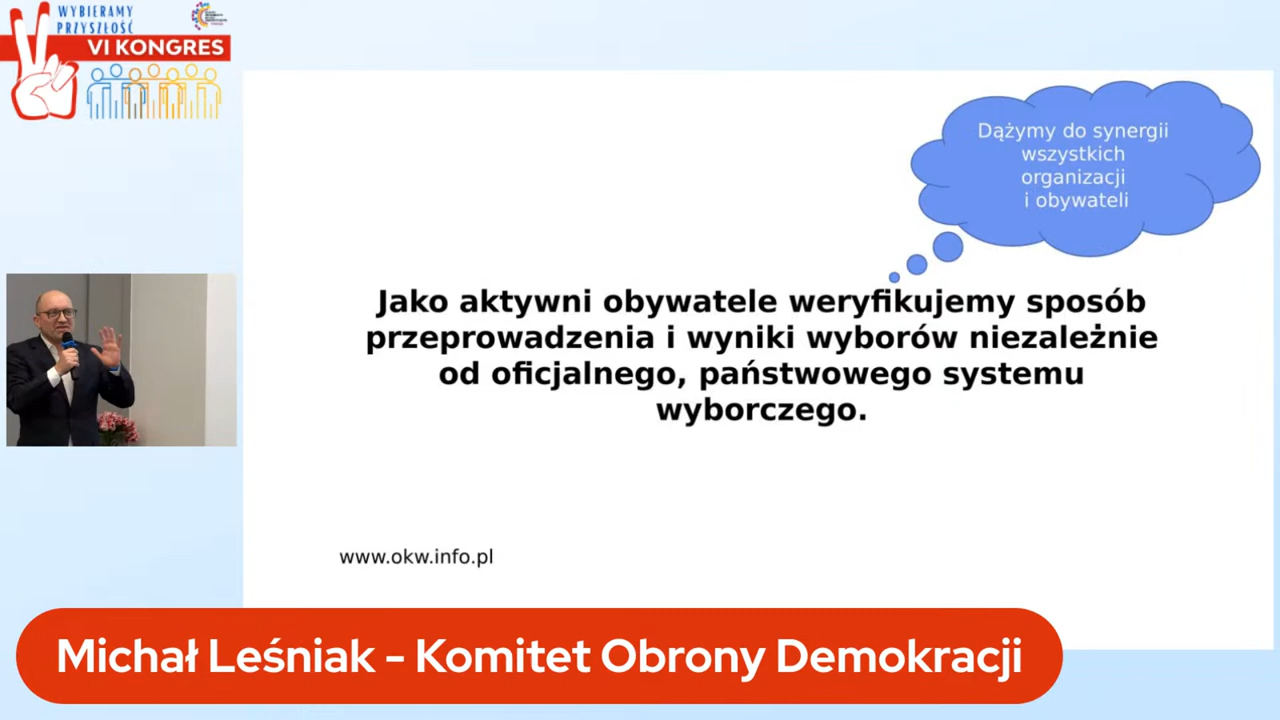 WYBIERAMY
PRZYSZŁOŚĆ
VI KONGRES
Dążymy do synergii
wszystkich
organizacji
i obywateli
Jako aktywni obywatele weryfikujemy sposób
przeprowadzenia i wyniki wyborów niezależnie
od oficjalnego, państwowego systemu
wyborczego.
www.okw.info.pl
Michał Leśniak - Komitet Obrony Demokracji